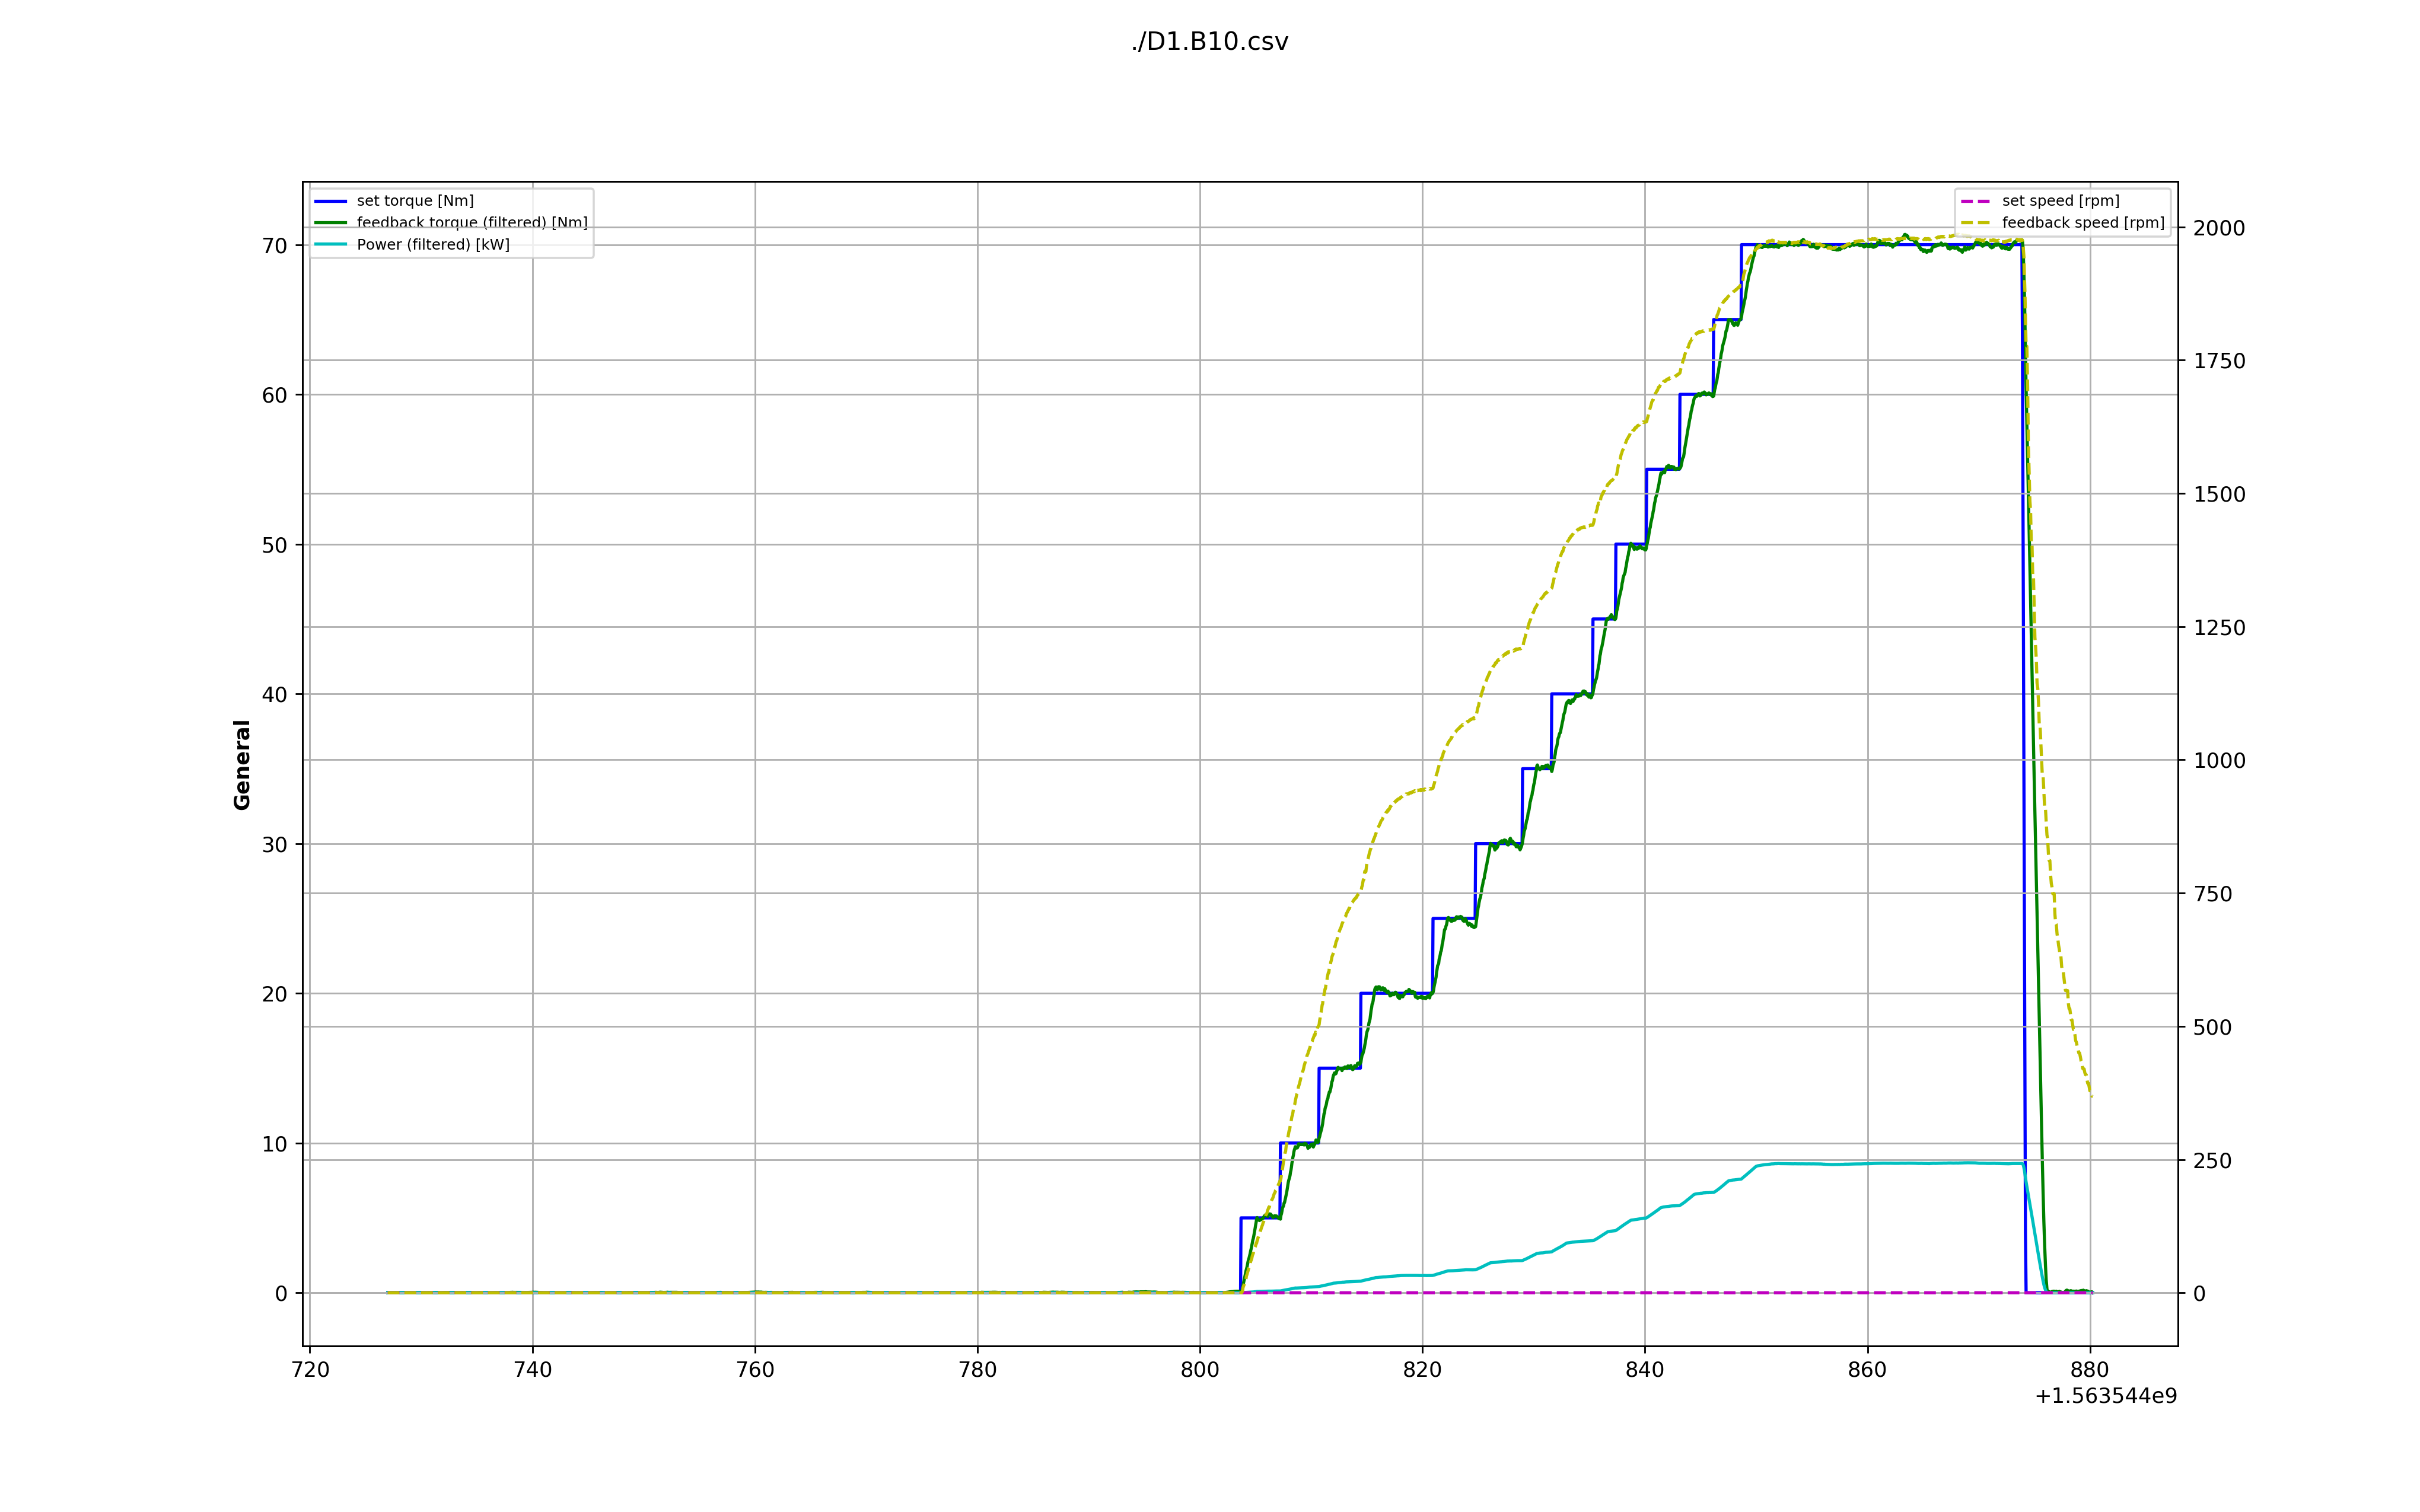 ./D1.B10.csv
set torque [Nm]
feedback torque (filtered) [Nm]
Power (filtered) [kW]
set speed [rpm]
feedback speed [rpm]
General
70
60
50
40
30
20
10
0
2000
1750
1500
1250
1000
750
500
250
0
720 740 760 780 800 820 840 860 880
+1.563544e9